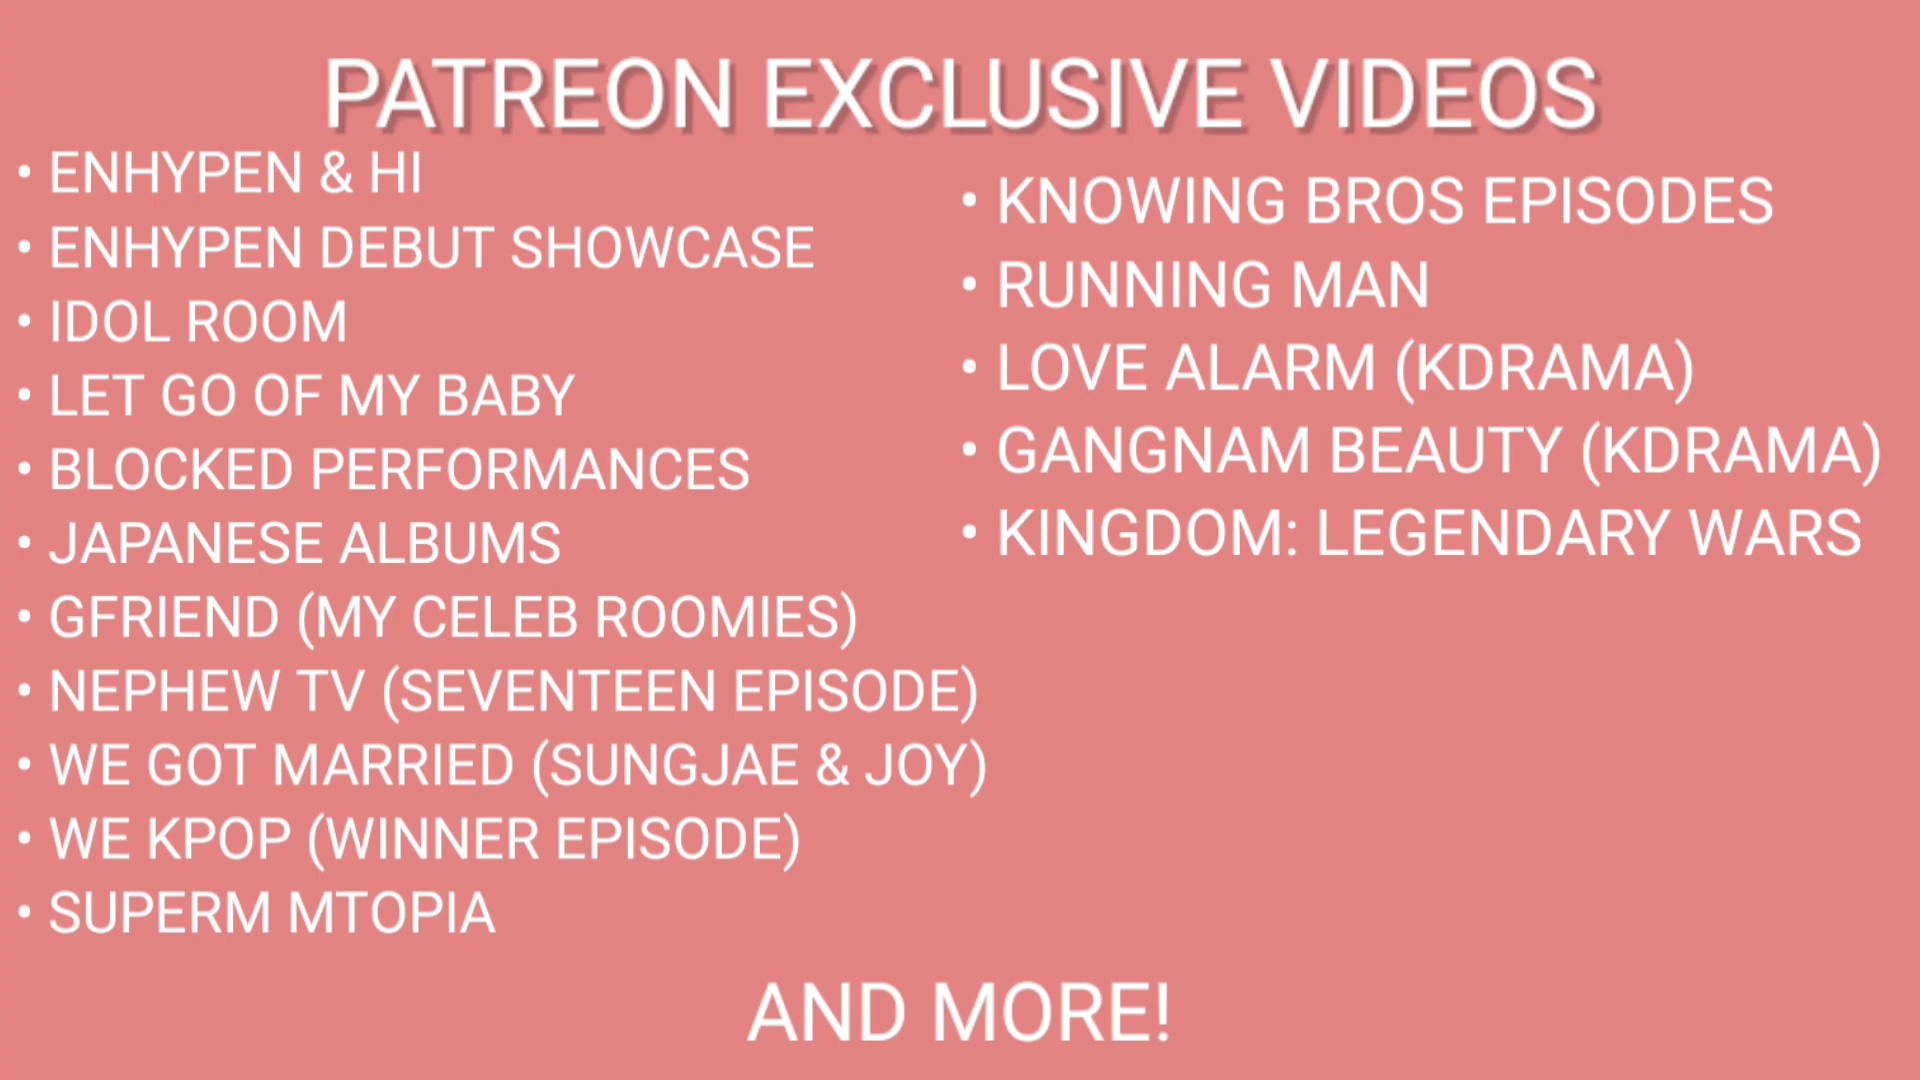 PATREON EXCLUSIVE VIDEOS
• ENHYPEN & HI
• ENHYPEN DEBUT SHOWCASE
• IDOL ROOM
• LET GO OF MY BABY
• BLOCKED PERFORMANCES
• JAPANESE ALBUMS
• GFRIEND (MY CELEB ROOMIES)
• NEPHEW TV (SEVENTEEN EPISODE)
• WE GOT MARRIED (SUNGJAE & JOY)
• WE KPOP (WINNER EPISODE)
• SUPERM MTOPIA
• KNOWING BROS EPISODES
• RUNNING MAN
• LOVE ALARM (KDRAMA)
• GANGNAM BEAUTY (KDRAMA)
• KINGDOM: LEGENDARY WARS
AND MORE!